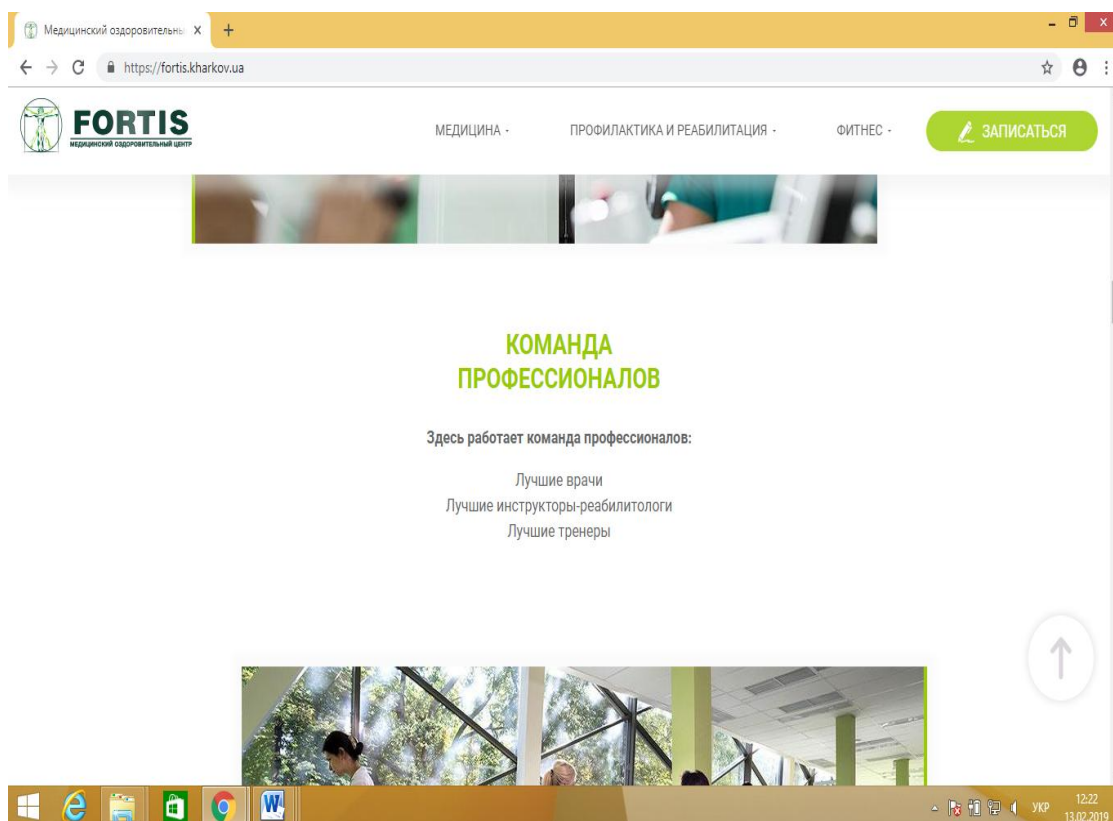 Медицинский оздоровительны
https://fortis.kharkov.ua
FORTIS
МЕДИЦИНСКИЙ ОЗДОРОВИТЕЛЬНЫЙ ЦЕНТР
МЕДИЦИНА -
ПРОФИЛАКТИКА И РЕАБИЛИТАЦИЯ -
ФИТНЕС -
ЗАПИСАТЬСЯ
КОМАНДА
ПРОФЕССИОНАЛОВ
Здесь работает команда профессионалов:
Лучшие врачи
Лучшие инструкторы-реабилитологи
Лучшие тренеры
УКР
12:22
13.02.2019